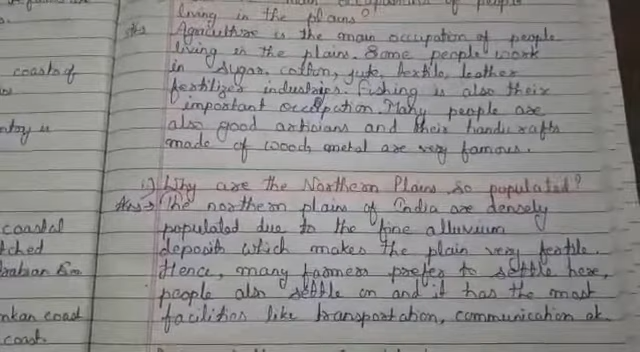 living in the plains?
Ans Agriculture is the main occupation of people
living in the plains. Some people work
in sugar, cotton, jute, textile, leather
fertilizer industries. Fishing is also their
important occupation. Many people are
also good artisians and their handicrafts
made of wood, metal are very famous.
i) Why are the Northern Plains so populated?
Ans → The northern plains of India are densely
populated due to the fine alluvium
deposits which makes the plain very fertile.
Hence, many farmers prefer to settle here,
people also settle on and it has the most
facilities like transportation, communication
coasts of
coastal
tched
coast